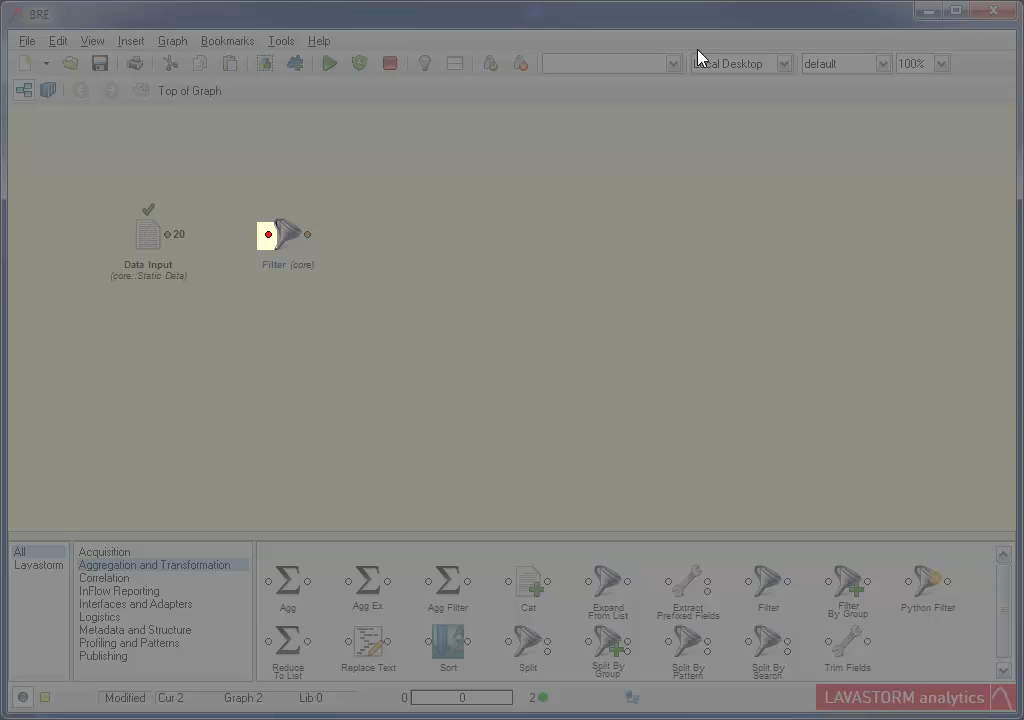 BRE
File Edit View Insert Graph Bookmarks Tools Help
Local Desktop default 100%
Top of Graph
20
Data Input
(core::Static Data)
Filter (core)
All
Lavastorm
Acquisition
Aggregation and Transformation
Correlation
InFlow Reporting
Interfaces and Adapters
Logistics
Metadata and Structure
Profiling and Patterns
Publishing
Agg
Agg Ex
Agg Filter
Cat
Expand From List
Extract Prefixed Fields
Filter
Filter By Group
Python Filter
Reduce To List
Replace Text
Sort
Split
Split By Group
Split By Pattern
Split By Search
Trim Fields
Modified Cur 2 Graph 2 Lib 0 0 0 2
LAVASTORM analytics